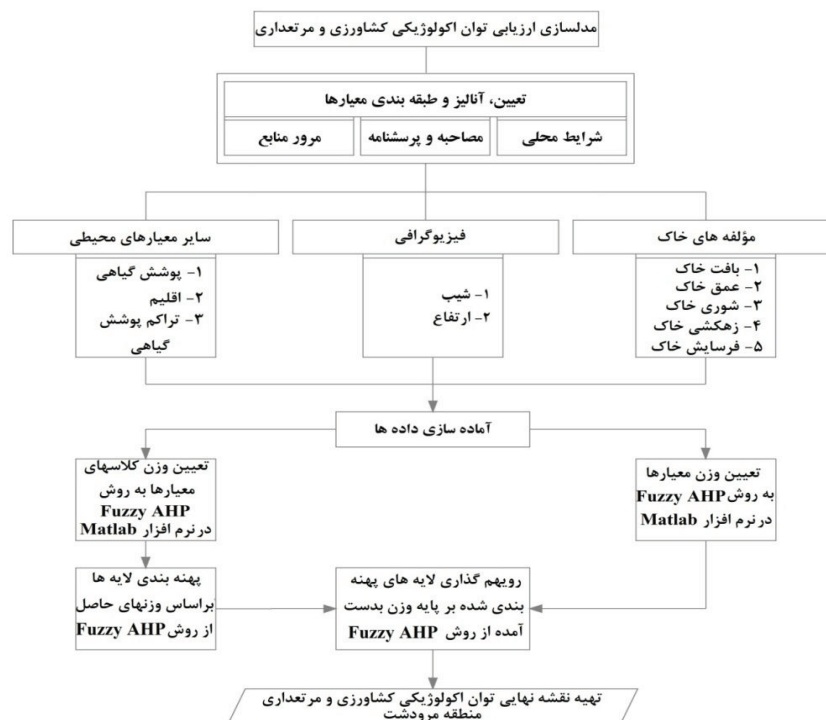 مدلسازی ارزیابی توان اکولوژیکی کشاورزی و مرتعداری
تعیین، آنالیز و طبقه بندی معیارها
شرایط محلی
مصاحبه و پرسشنامه
مرور منابع
مؤلفه های خاک
۱- بافت خاک
۲- عمق خاک
۳- شوری خاک
۴- زهکشی خاک
۵- فرسایش خاک
فیزیوگرافی
۱- شیب
۲- ارتفاع
سایر معیارهای محیطی
۱- پوشش گیاهی
۲- اقلیم
۳- تراکم پوشش
گیاهی
آماده سازی داده ها
تعیین وزن معیارها
به روش Fuzzy AHP
در نرم افزار Matlab
تعیین وزن کلاسهای
معیارها به روش
Fuzzy AHP
در نرم افزار Matlab
پهنه بندی لایه ها
براساس وزنهای حاصل
از روش Fuzzy AHP
رویهم گذاری لایه های پهنه
بندی شده بر پایه وزن بدست
آمده از روش Fuzzy AHP
تهیه نقشه نهایی توان اکولوژیکی کشاورزی و مرتعداری
منطقه مرودشت